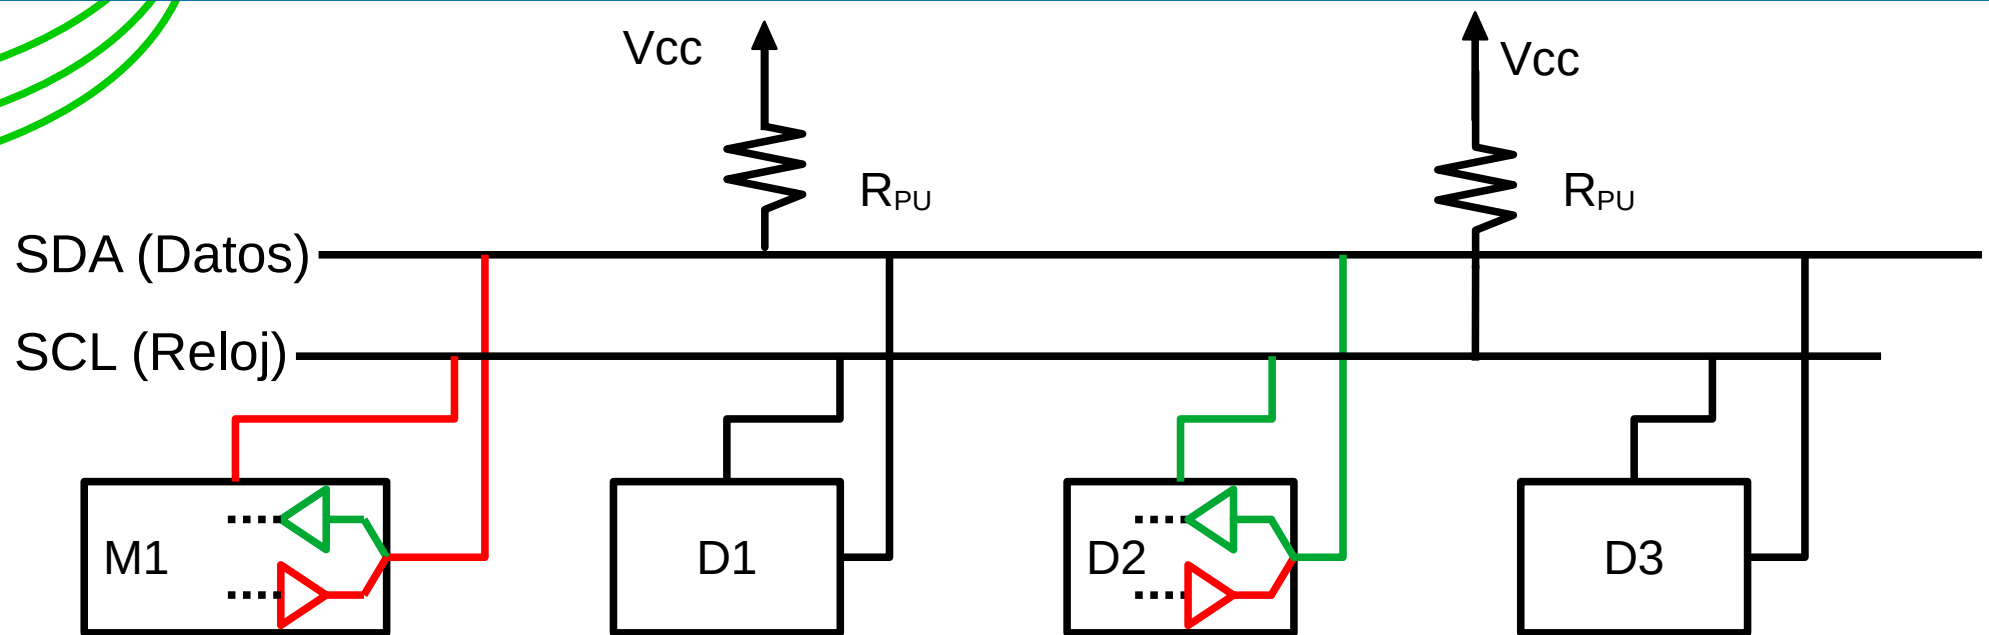 Vcc
Vcc
RPU
RPU
SDA (Datos)
SCL (Reloj)
M1
D1
D2
D3